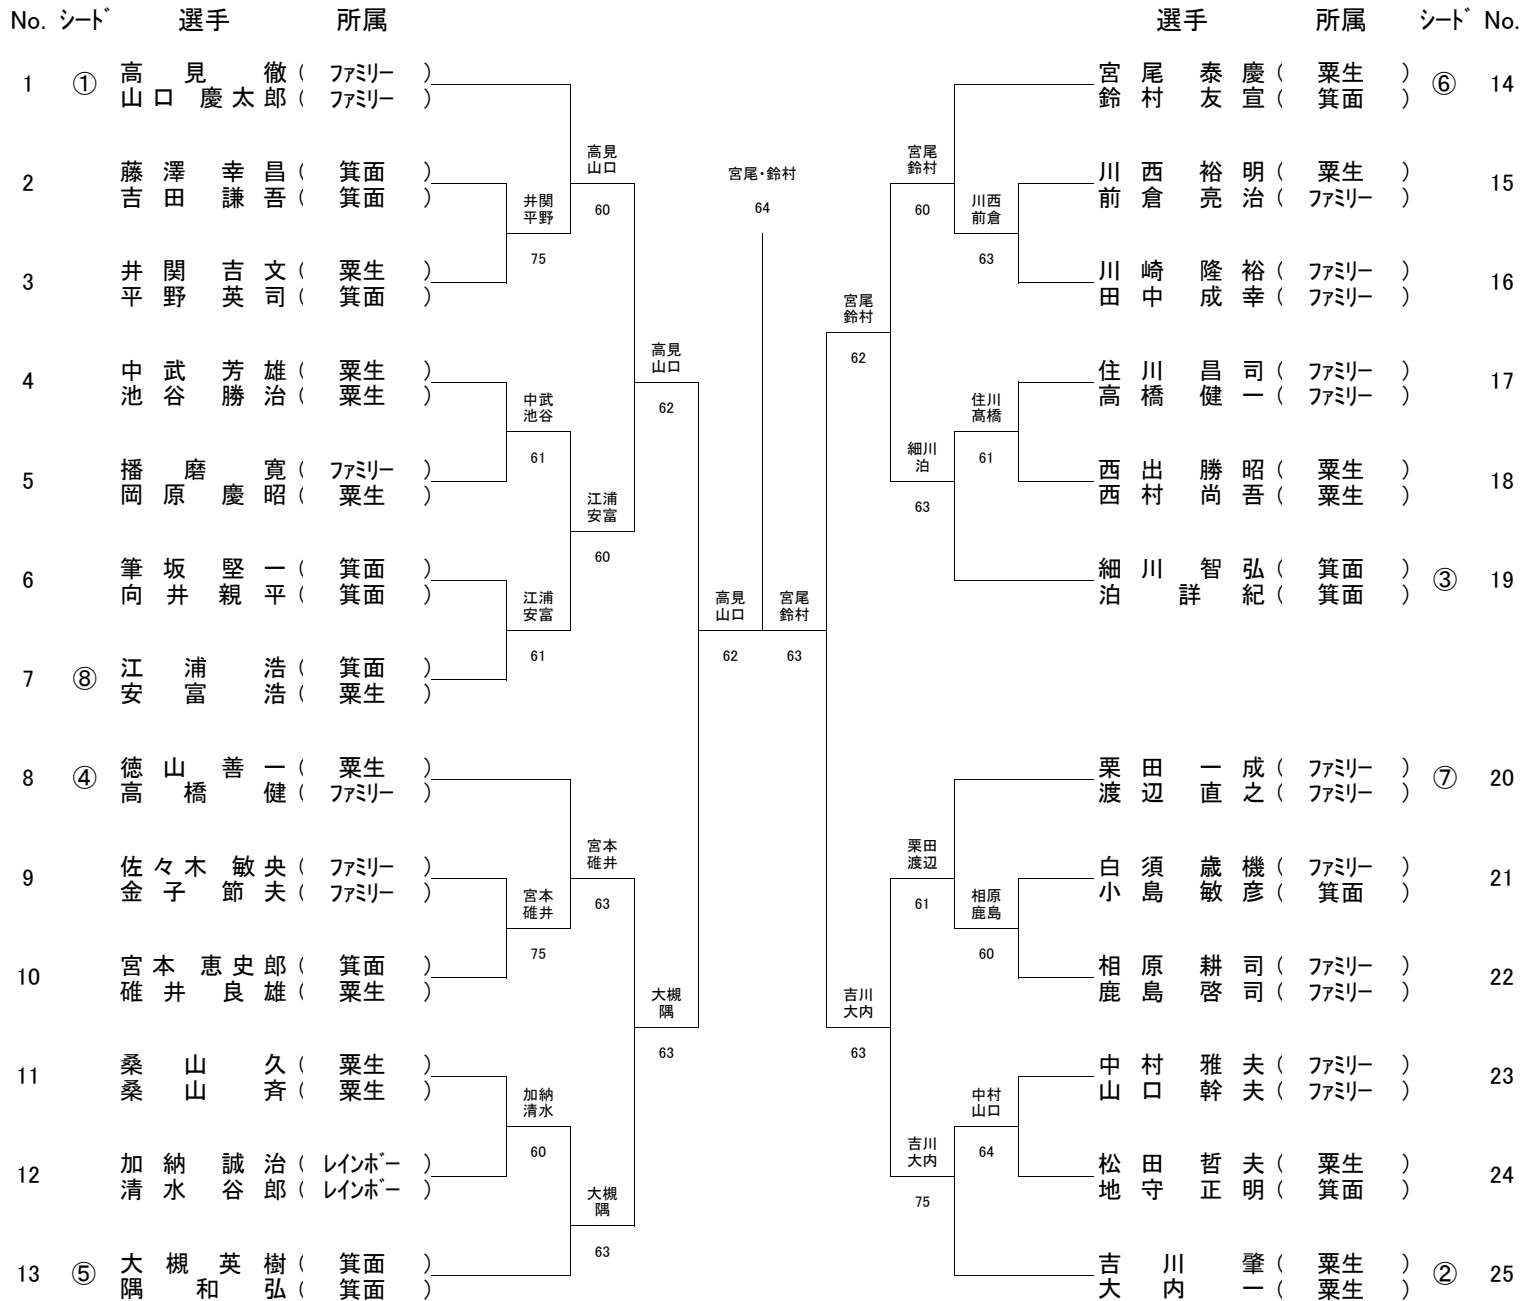 No. シード 選手 所属
1 ① 高見徹(ファミリー)
山口慶太郎(ファミリー)
2 藤澤幸昌(箕面)
吉田謙吾(箕面)
3 井関吉文(粟生)
平野英司(箕面)
4 中武芳雄(粟生)
池谷勝治(粟生)
5 播磨寛(ファミリー)
岡原慶昭(粟生)
6 筆坂堅一(箕面)
向井親平(箕面)
7 ⑧ 江浦浩(箕面)
安富浩(粟生)
8 ④ 徳山善一(粟生)
高橋健(ファミリー)
9 佐々木敏央(ファミリー)
金子節夫(ファミリー)
10 宮本恵史郎(箕面)
碓井良雄(粟生)
11 桑山久(粟生)
桑山斉(粟生)
12 加納誠治(レインボー)
清水谷郎(レインボー)
13 ⑤ 大槻英樹(箕面)
隅和弘(箕面)
井関
平野
75
中武
池谷
61
江浦
安富
61
宮本
碓井
75
加納
清水
60
高見
山口
60
江浦
安富
60
宮本
碓井
63
大槻
隅
63
高見
山口
62
大槻
隅
63
高見
山口
62
宮尾・鈴村
64
宮尾
鈴村
63
宮尾
鈴村
62
吉川
大内
63
宮尾
鈴村
60
細川
泊
63
栗田
渡辺
61
吉川
大内
75
川西
前倉
63
住川
髙橋
61
相原
鹿島
60
中村
山口
64
選手 所属 シード No.
宮尾泰慶(粟生) ⑥ 14
鈴村友宣(箕面)
川西裕明(粟生) 15
前倉亮治(ファミリー)
川崎隆裕(ファミリー) 16
田中成幸(ファミリー)
住川昌司(ファミリー) 17
高橋健一(ファミリー)
西出勝昭(粟生) 18
西村尚吾(粟生)
細川智弘(箕面) ③ 19
泊詳紀(箕面)
栗田一成(ファミリー) ⑦ 20
渡辺直之(ファミリー)
白須歳機(ファミリー) 21
小島敏彦(箕面)
相原耕司(ファミリー) 22
鹿島啓司(ファミリー)
中村雅夫(ファミリー) 23
山口幹夫(ファミリー)
松田哲夫(粟生) 24
地守正明(箕面)
吉川肇(粟生) ② 25
大内一(粟生)